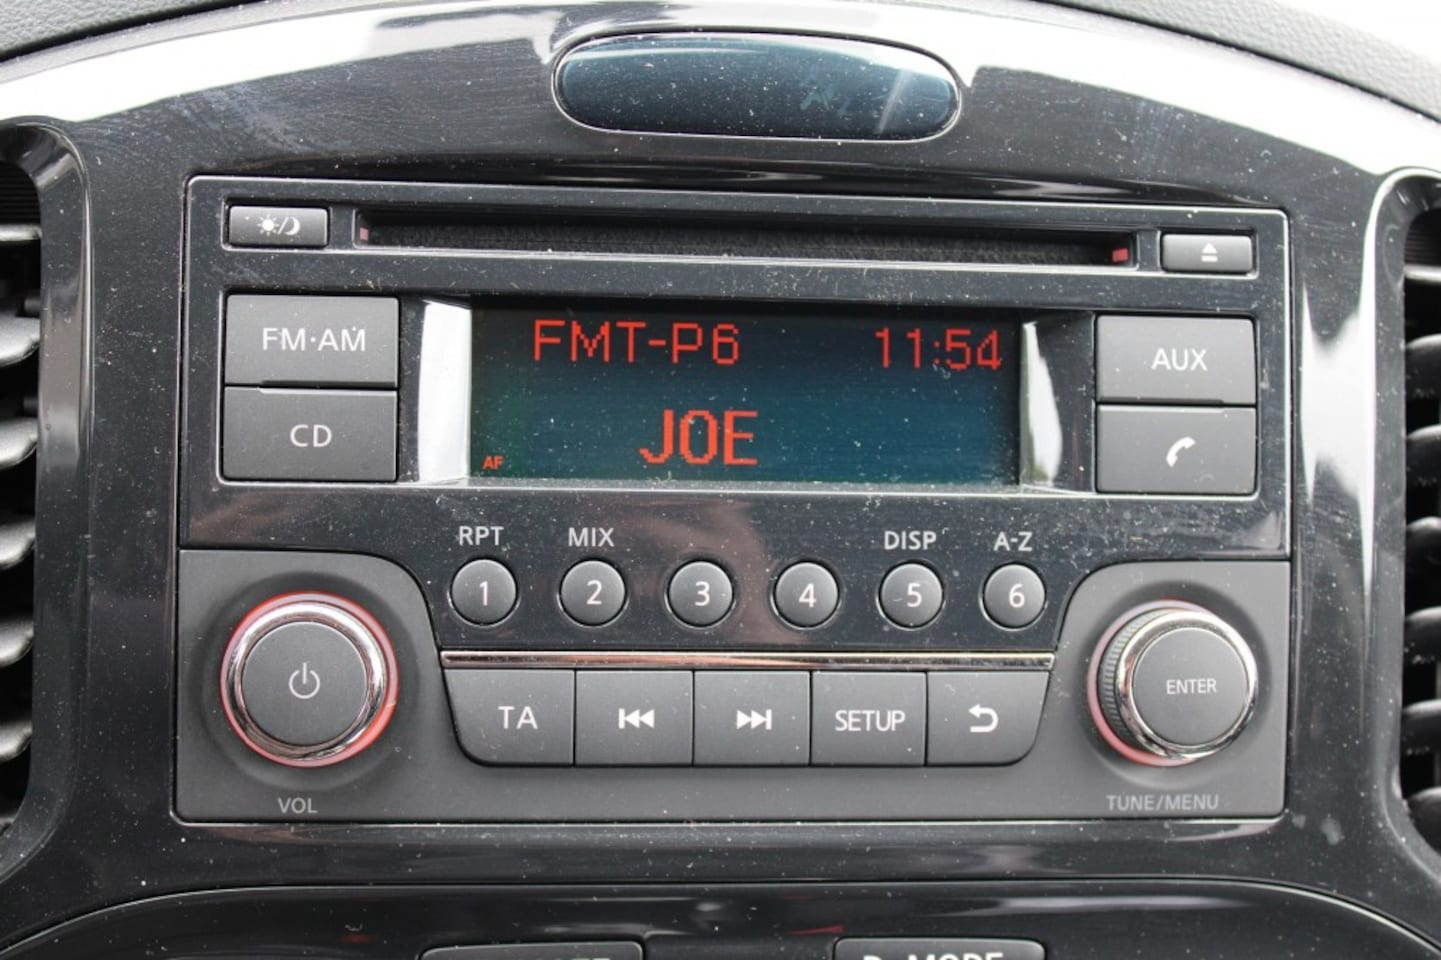 FM·AM
CD
FMT-P6 11:54
JOE
AF
AUX
RPT MIX DISP A-Z
1 2 3 4 5 6
TA SETUP
ENTER
VOL
TUNE/MENU
MODE